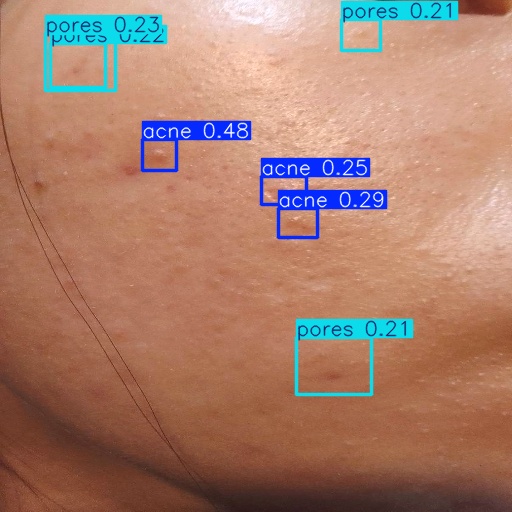 pores 0.21
pores 0.23
pores 0.22
acne 0.48
acne 0.25
acne 0.29
pores 0.21